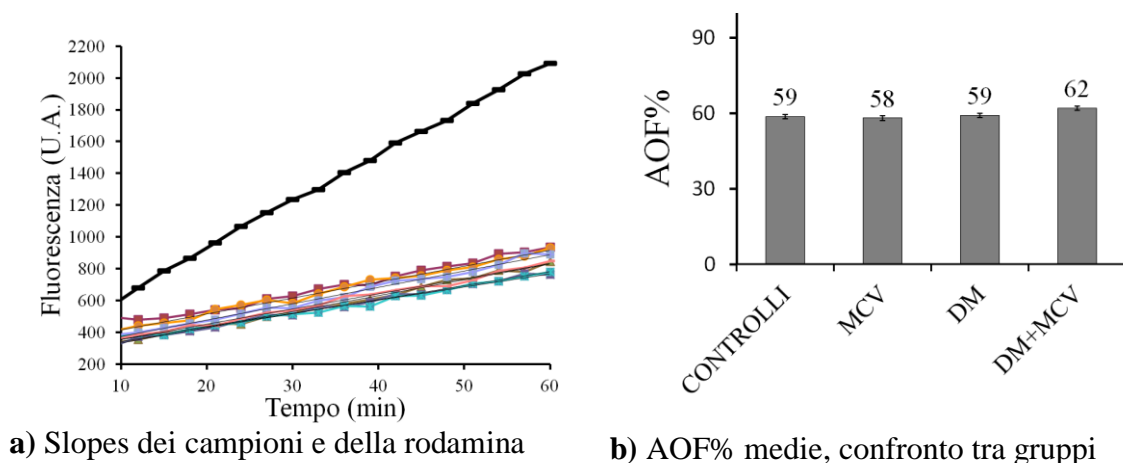 2200
2000
1800
1600
1400
1200
1000
800
600
400
200
Fluorescenza (U.A.)
10
20
30
40
50
60
Tempo (min)
a) Slopes dei campioni e della rodamina
90
60
30
0
AOF%
59
58
59
62
CONTROLLI
MCV
DM
DM+MCV
b) AOF% medie, confronto tra gruppi